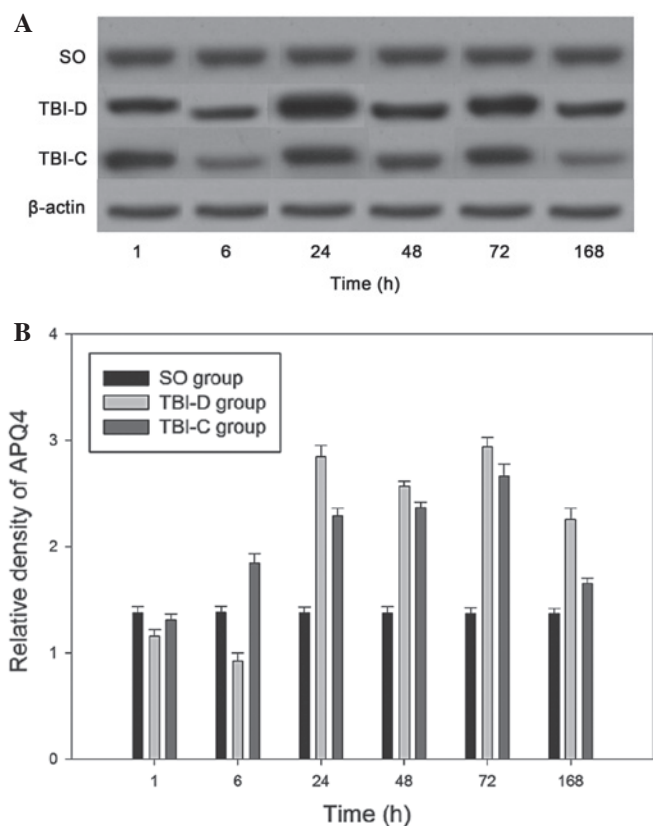 A
SO
TBI-D
TBI-C
β-actin
1 6 24 48 72 168
Time (h)
B
4
SO group
TBI-D group
TBI-C group
3
2
1
0
Relative density of APQ4
1 6 24 48 72 168
Time (h)